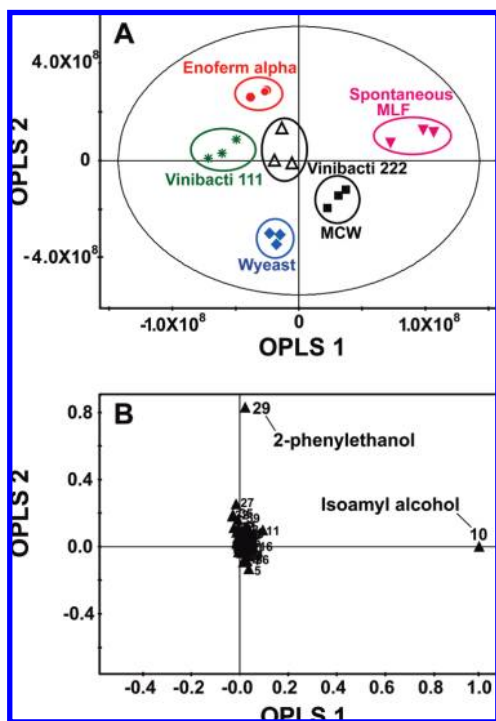 A
4.0X10⁸
0
-4.0X10⁸
OPLS 2
Enoferm alpha
Spontaneous
MLF
Vinibacti 111
Vinibacti 222
MCW
Wyeast
-1.0X10⁸ 0 1.0X10⁸
OPLS 1
B
0.8
0.4
0.0
-0.4
OPLS 2
29
2-phenylethanol
Isoamyl alcohol
10
27
11
16
5
-0.4 -0.2 -0.0 0.2 0.4 0.6 0.8 1.0
OPLS 1